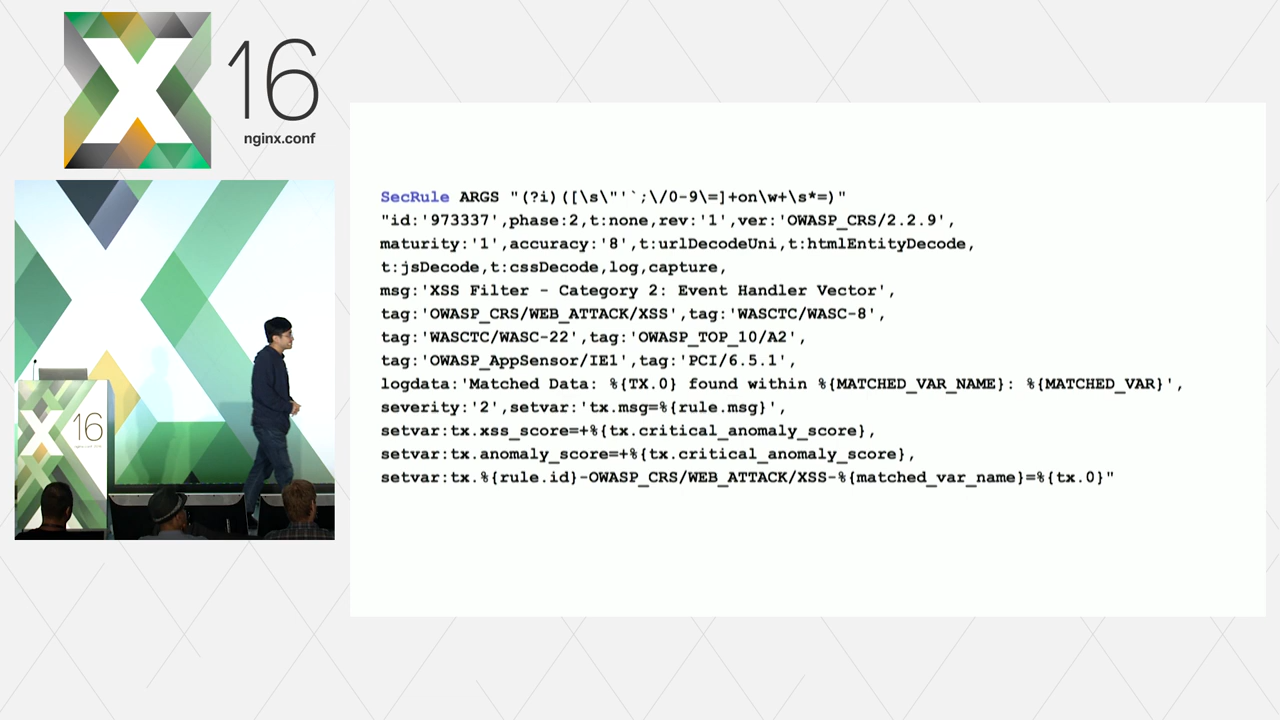 16
nginx.conf
SecRule ARGS "(?i)([\s\"'`;\/0-9\=]+on\w+\s*=)"
"id:'973337',phase:2,t:none,rev:'1',ver:'OWASP_CRS/2.2.9',
maturity:'1',accuracy:'8',t:urlDecodeUni,t:htmlEntityDecode,
t:jsDecode,t:cssDecode,log,capture,
msg:'XSS Filter - Category 2: Event Handler Vector',
tag:'OWASP_CRS/WEB_ATTACK/XSS',tag:'WASCTC/WASC-8',
tag:'WASCTC/WASC-22',tag:'OWASP_TOP_10/A2',
tag:'OWASP_AppSensor/IE1',tag:'PCI/6.5.1',
logdata:'Matched Data: %{TX.0} found within %{MATCHED_VAR_NAME}: %{MATCHED_VAR}',
severity:'2',setvar:'tx.msg=%{rule.msg}',
setvar:tx.xss_score=+%{tx.critical_anomaly_score},
setvar:tx.anomaly_score=+%{tx.critical_anomaly_score},
setvar:tx.%{rule.id}-OWASP_CRS/WEB_ATTACK/XSS-%{matched_var_name}=%{tx.0}"
16